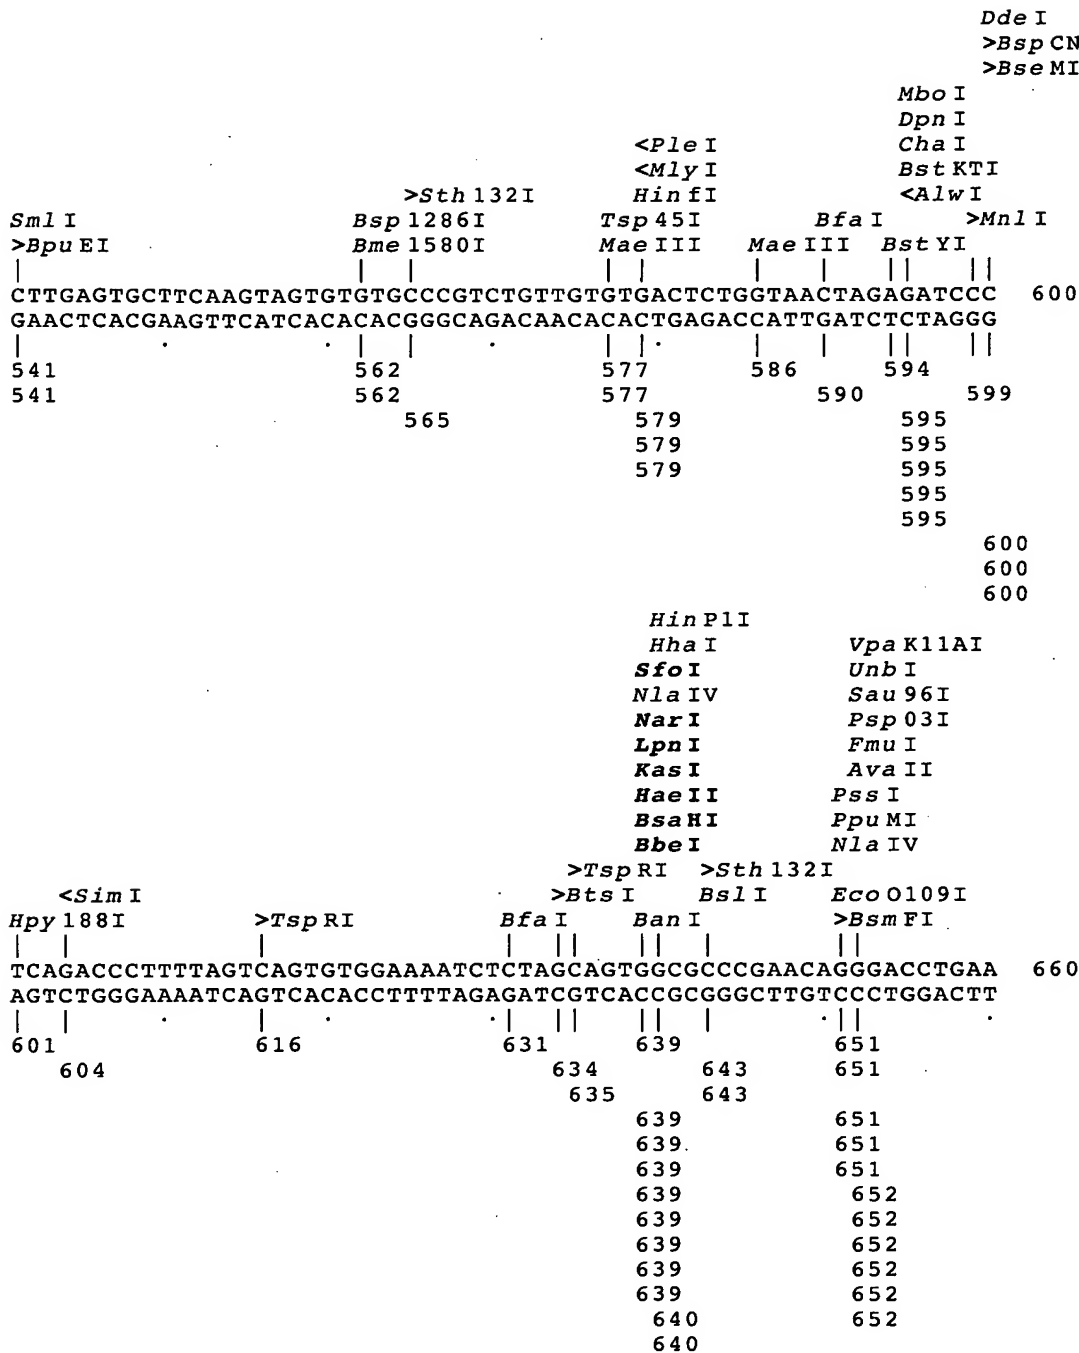 Dde I
>Bsp CN
>Bse MI
Mbo I
Dpn I
<Ple I Cha I
<Mly I Bst KTI
>Sth 132I Hin fI <Alw I
Sml I Bsp 1286I Tsp 45I Bfa I >Mnl I
>Bpu EI Bme 1580I Mae III Mae III Bst YI
CTTGAGTGCTTCAAGTAGTGTGTGCCCGTCTGTTGTGTGACTCTGGTAACTAGAGATCCC 600
GAACTCACGAAGTTCATCACACACGGGCAGACAACACACTGAGACCATTGATCTCTAGGG
541 562 577 586 594
541 562 577 590 599
565 579 595
579 595
579 595
595
595
600
600
600
Hin P1I
Hha I Vpa K11AI
Sfo I Unb I
Nla IV Sau 96I
Nar I Psp 03I
Lpn I Fmu I
Kas I Ava II
Hae II Pss I
Bsa HI Ppu MI
Bbe I Nla IV
>Tsp RI >Sth 132I
<Sim I >Bts I Bsl I Eco O109I
Hpy 188I >Tsp RI Bfa I Ban I >Bsm FI
TCAGACCCTTTTAGTCAGTGTGGAAAATCTCTAGCAGTGGCGCCCGAACAGGGACCTGAA 660
AGTCTGGGAAAATCAGTCACACCTTTTAGAGATCGTCACCGCGGGCTTGTCCCTGGACTT
601 616 631 639 651
604 634 643 651
635 643
639 651
639. 651
639 651
639 652
639 652
639 652
639 652
639 652
640 652
640